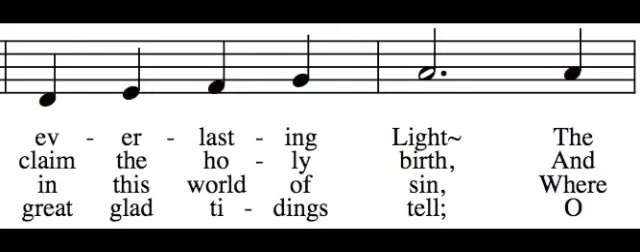 ev - er - last - ing Light~ The
claim the ho - ly birth, And
in this world of sin, Where
great glad ti - dings tell; O